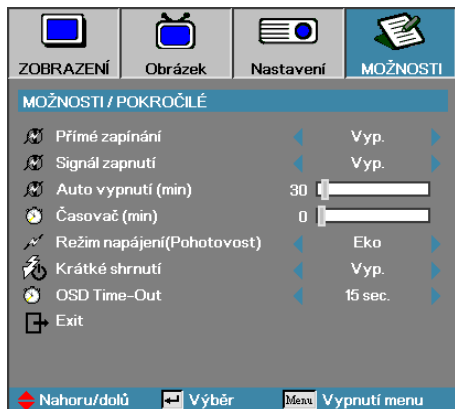 ZOBRAZENÍ Obrázek Nastavení MOŽNOSTI
MOŽNOSTI / POKROČILÉ
Přímé zapínání Vyp.
Signál zapnutí Vyp.
Auto vypnutí (min) 30
Časovač (min) 0
Režim napájení(Pohotovost) Eko
Krátké shrnutí Vyp.
OSD Time-Out 15 sec.
Exit
Nahoru/dolů Výběr Menu Vypnutí menu